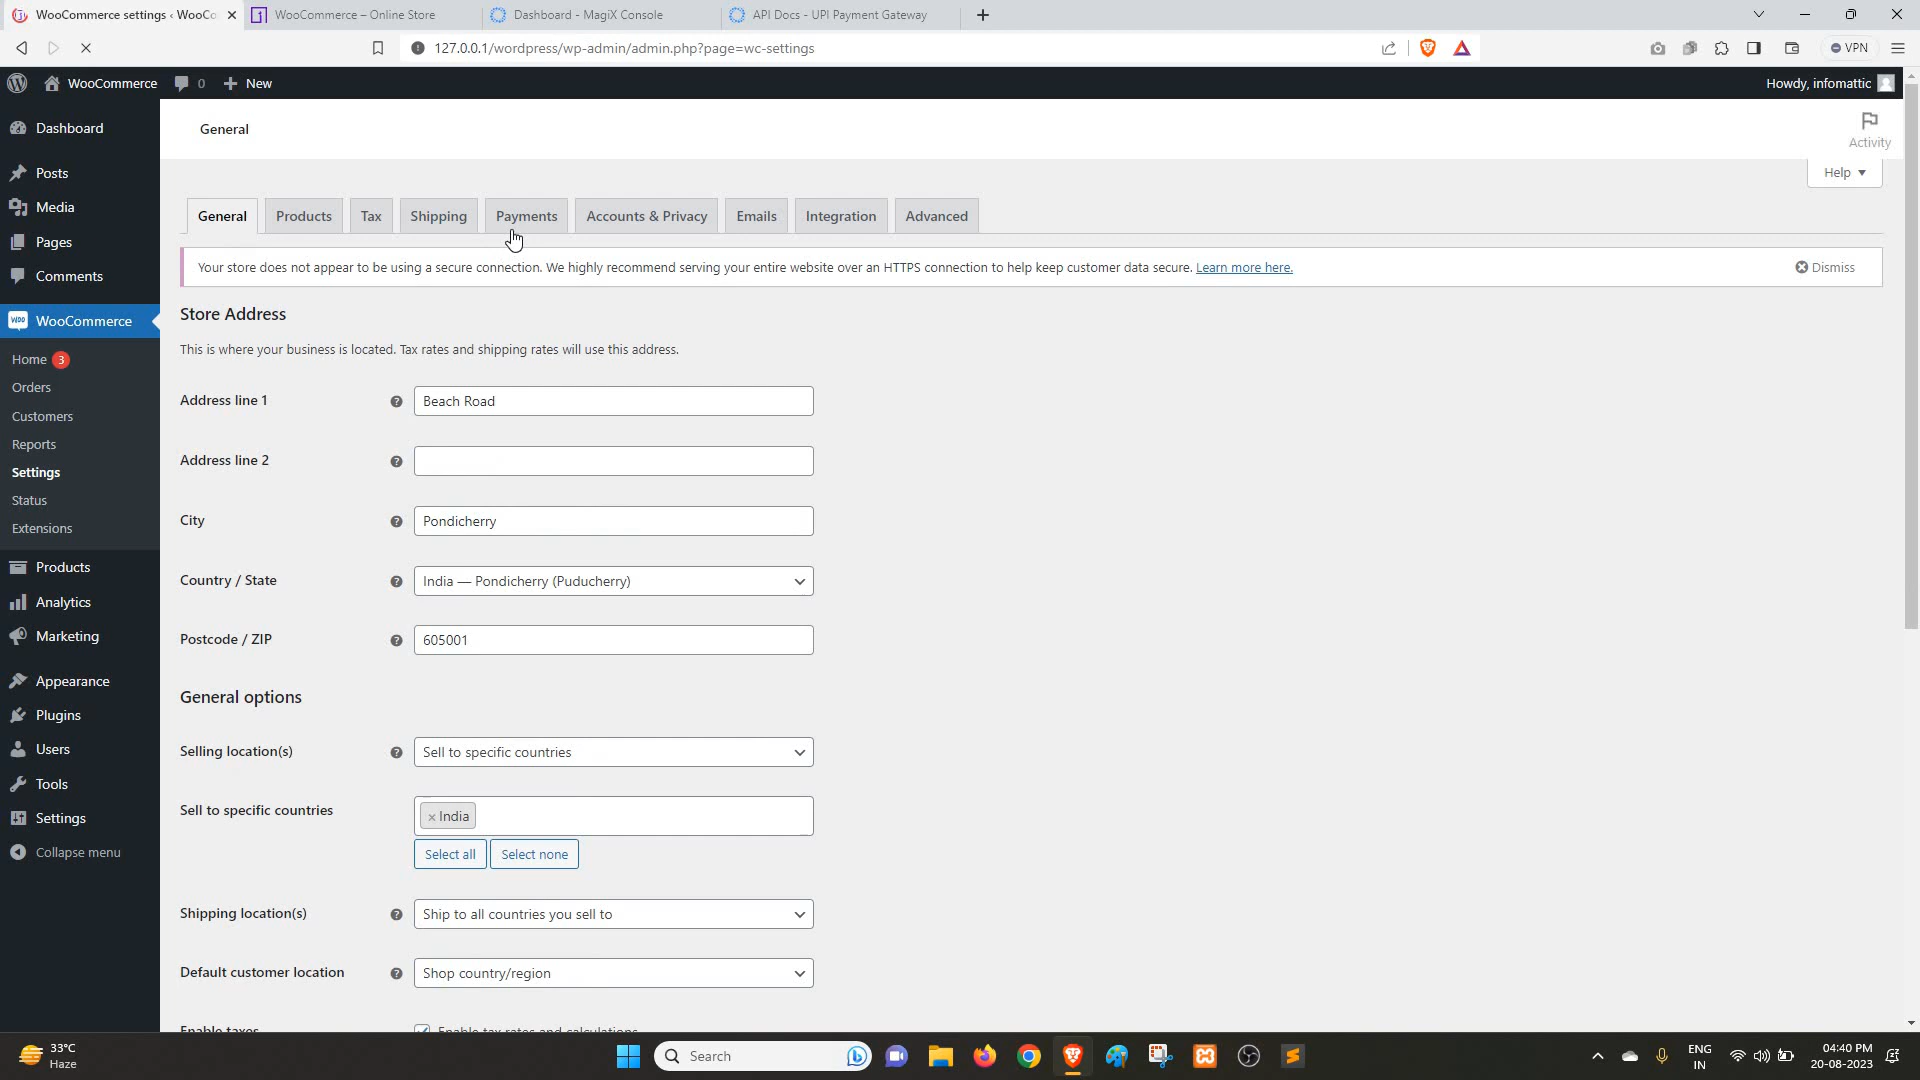 WooCommerce settings ‹ WooCo
WooCommerce – Online Store
Dashboard - MagiX Console
API Docs - UPI Payment Gateway
127.0.0.1/wordpress/wp-admin/admin.php?page=wc-settings
VPN
WooCommerce
0
New
Howdy, infomattic
Dashboard
Posts
Media
Pages
Comments
WooCommerce
Home 3
Orders
Customers
Reports
Settings
Status
Extensions
Products
Analytics
Marketing
Appearance
Plugins
Users
Tools
Settings
Collapse menu
General
Activity
Help
General
Products
Tax
Shipping
Payments
Accounts & Privacy
Emails
Integration
Advanced
Your store does not appear to be using a secure connection. We highly recommend serving your entire website over an HTTPS connection to help keep customer data secure. Learn more here.
Dismiss
Store Address
This is where your business is located. Tax rates and shipping rates will use this address.
Address line 1
Beach Road
Address line 2
City
Pondicherry
Country / State
India — Pondicherry (Puducherry)
Postcode / ZIP
605001
General options
Selling location(s)
Sell to specific countries
Sell to specific countries
× India
Select all
Select none
Shipping location(s)
Ship to all countries you sell to
Default customer location
Shop country/region
Enable taxes
Enable tax rates and calculations
33°C
Haze
Search
ENG
IN
04:40 PM
20-08-2023